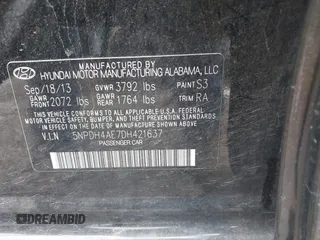 HYUNDAI MOTOR MANUFACTURING ALABAMA, LLC
Sep/18/13 GVWR 3792 lbs PAINT S3
GAWR FRONT 2072 lbs GAWR REAR 1764 lbs TRIM RA
THIS VEHICLE CONFORMS TO ALL APPLICABLE U.S. FEDERAL MOTOR
VEHICLE SAFETY, BUMPER, AND THEFT PREVENTION STANDARDS
IN EFFECT ON THE DATE OF MANUFACTURE SHOWN ABOVE.
V.I.N 5NPDH4AE7DH421637
PASSENGER CAR
DREAMBID